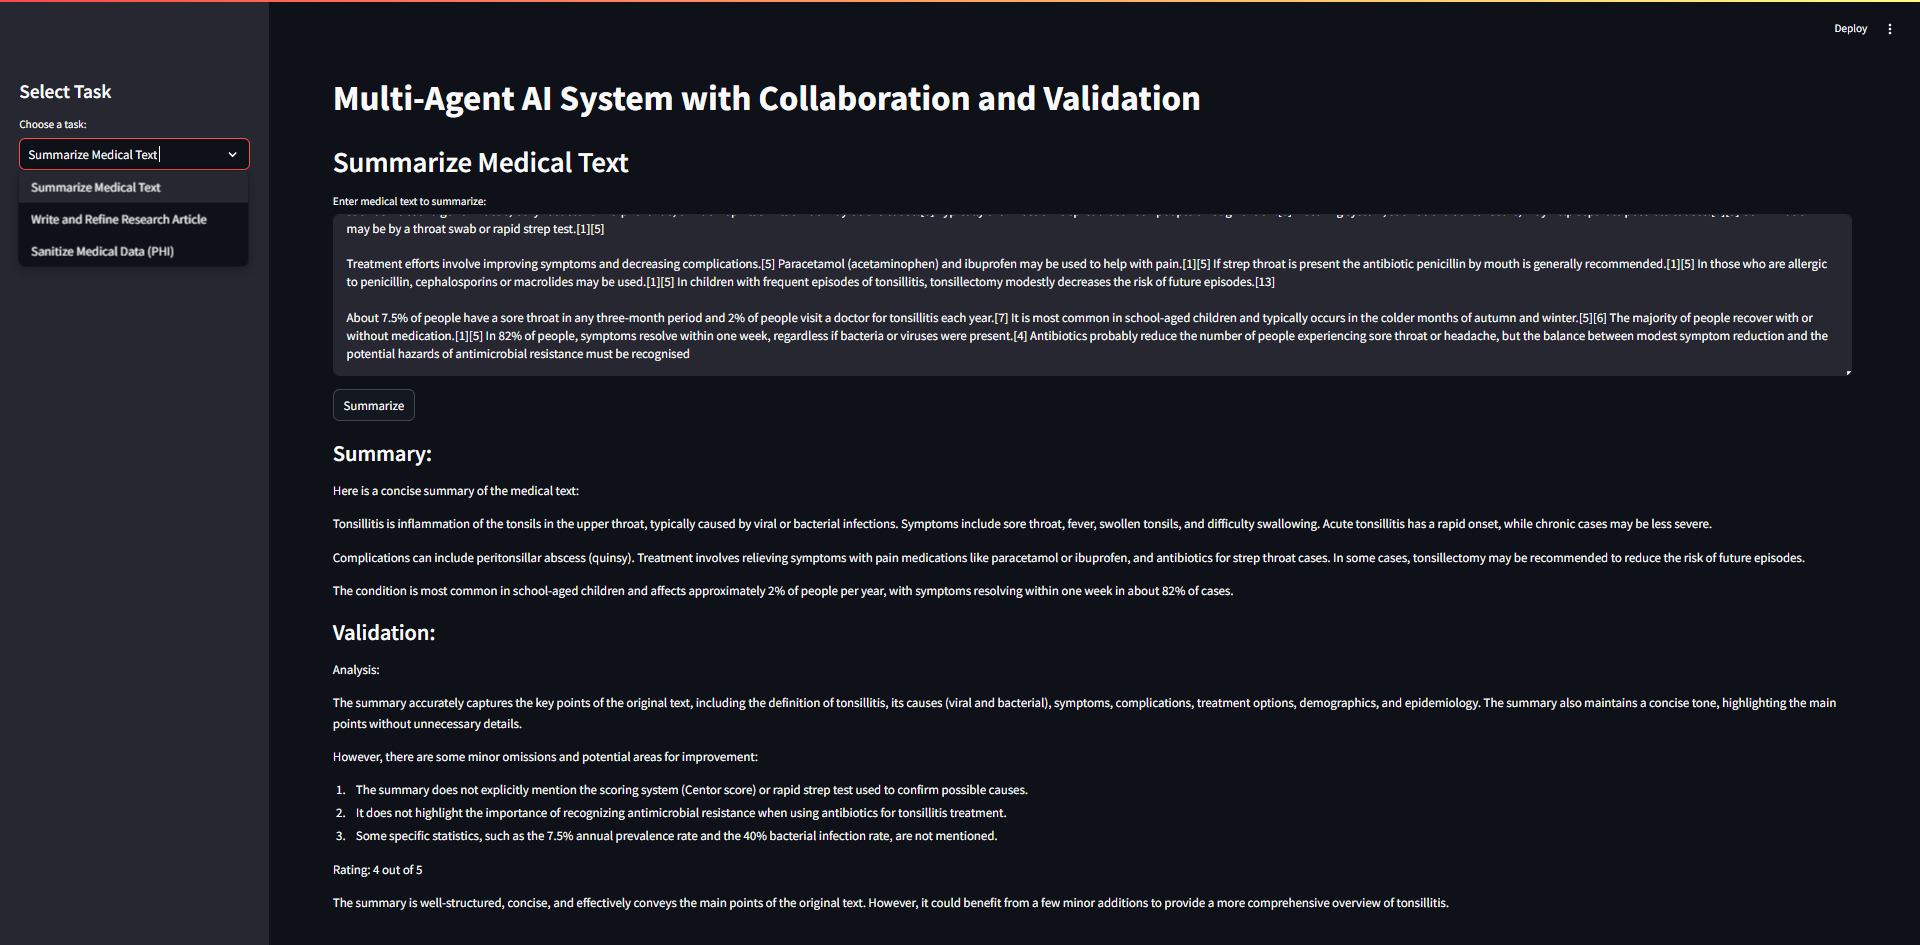 Deploy
Select Task
Choose a task:
Summarize Medical Text
Summarize Medical Text
Write and Refine Research Article
Sanitize Medical Data (PHI)
Multi-Agent AI System with Collaboration and Validation
Summarize Medical Text
Enter medical text to summarize:
may be by a throat swab or rapid strep test.[1][5]
Treatment efforts involve improving symptoms and decreasing complications.[5] Paracetamol (acetaminophen) and ibuprofen may be used to help with pain.[1][5] If strep throat is present the antibiotic penicillin by mouth is generally recommended.[1][5] In those who are allergic
to penicillin, cephalosporins or macrolides may be used.[1][5] In children with frequent episodes of tonsillitis, tonsillectomy modestly decreases the risk of future episodes.[13]
About 7.5% of people have a sore throat in any three-month period and 2% of people visit a doctor for tonsillitis each year.[7] It is most common in school-aged children and typically occurs in the colder months of autumn and winter.[5][6] The majority of people recover with or
without medication.[1][5] In 82% of people, symptoms resolve within one week, regardless if bacteria or viruses were present.[4] Antibiotics probably reduce the number of people experiencing sore throat or headache, but the balance between modest symptom reduction and the
potential hazards of antimicrobial resistance must be recognised
Summarize
Summary:
Here is a concise summary of the medical text:
Tonsillitis is inflammation of the tonsils in the upper throat, typically caused by viral or bacterial infections. Symptoms include sore throat, fever, swollen tonsils, and difficulty swallowing. Acute tonsillitis has a rapid onset, while chronic cases may be less severe.
Complications can include peritonsillar abscess (quinsy). Treatment involves relieving symptoms with pain medications like paracetamol or ibuprofen, and antibiotics for strep throat cases. In some cases, tonsillectomy may be recommended to reduce the risk of future episodes.
The condition is most common in school-aged children and affects approximately 2% of people per year, with symptoms resolving within one week in about 82% of cases.
Validation:
Analysis:
The summary accurately captures the key points of the original text, including the definition of tonsillitis, its causes (viral and bacterial), symptoms, complications, treatment options, demographics, and epidemiology. The summary also maintains a concise tone, highlighting the main
points without unnecessary details.
However, there are some minor omissions and potential areas for improvement:
1. The summary does not explicitly mention the scoring system (Centor score) or rapid strep test used to confirm possible causes.
2. It does not highlight the importance of recognizing antimicrobial resistance when using antibiotics for tonsillitis treatment.
3. Some specific statistics, such as the 7.5% annual prevalence rate and the 40% bacterial infection rate, are not mentioned.
Rating: 4 out of 5
The summary is well-structured, concise, and effectively conveys the main points of the original text. However, it could benefit from a few minor additions to provide a more comprehensive overview of tonsillitis.